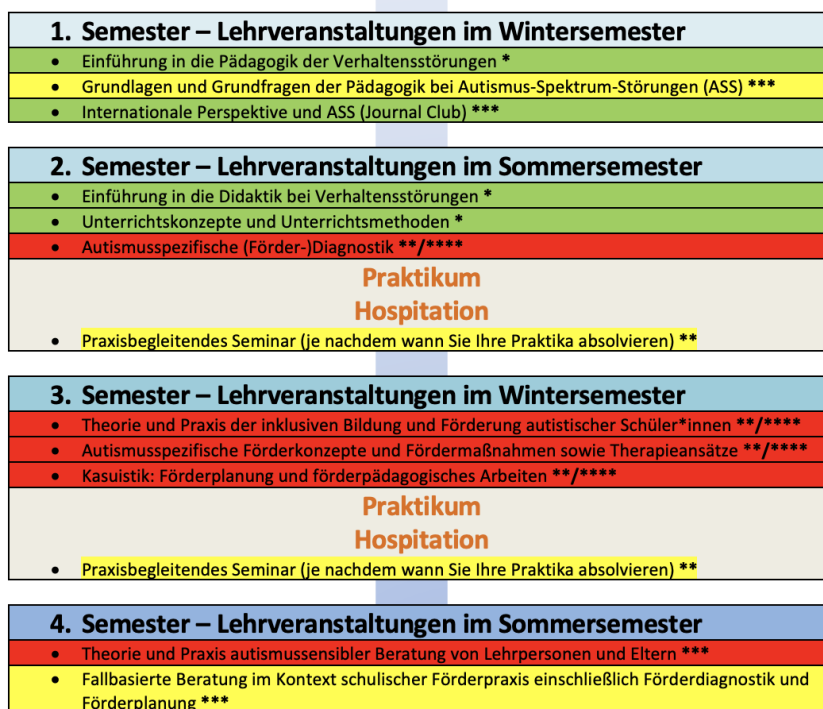 1. Semester – Lehrveranstaltungen im Wintersemester
• Einführung in die Pädagogik der Verhaltensstörungen *
• Grundlagen und Grundfragen der Pädagogik bei Autismus-Spektrum-Störungen (ASS) ***
• Internationale Perspektive und ASS (Journal Club) ***
2. Semester – Lehrveranstaltungen im Sommersemester
• Einführung in die Didaktik bei Verhaltensstörungen *
• Unterrichtskonzepte und Unterrichtsmethoden *
• Autismusspezifische (Förder-)Diagnostik **/****
Praktikum
Hospitation
• Praxisbegleitendes Seminar (je nachdem wann Sie Ihre Praktika absolvieren) **
3. Semester – Lehrveranstaltungen im Wintersemester
• Theorie und Praxis der inklusiven Bildung und Förderung autistischer Schüler*innen **/****
• Autismusspezifische Förderkonzepte und Fördermaßnahmen sowie Therapieansätze **/****
• Kasuistik: Förderplanung und förderpädagogisches Arbeiten **/****
Praktikum
Hospitation
• Praxisbegleitendes Seminar (je nachdem wann Sie Ihre Praktika absolvieren) **
4. Semester – Lehrveranstaltungen im Sommersemester
• Theorie und Praxis autismussensibler Beratung von Lehrpersonen und Eltern ***
• Fallbasierte Beratung im Kontext schulischer Förderpraxis einschließlich Förderdiagnostik und
Förderplanung ***